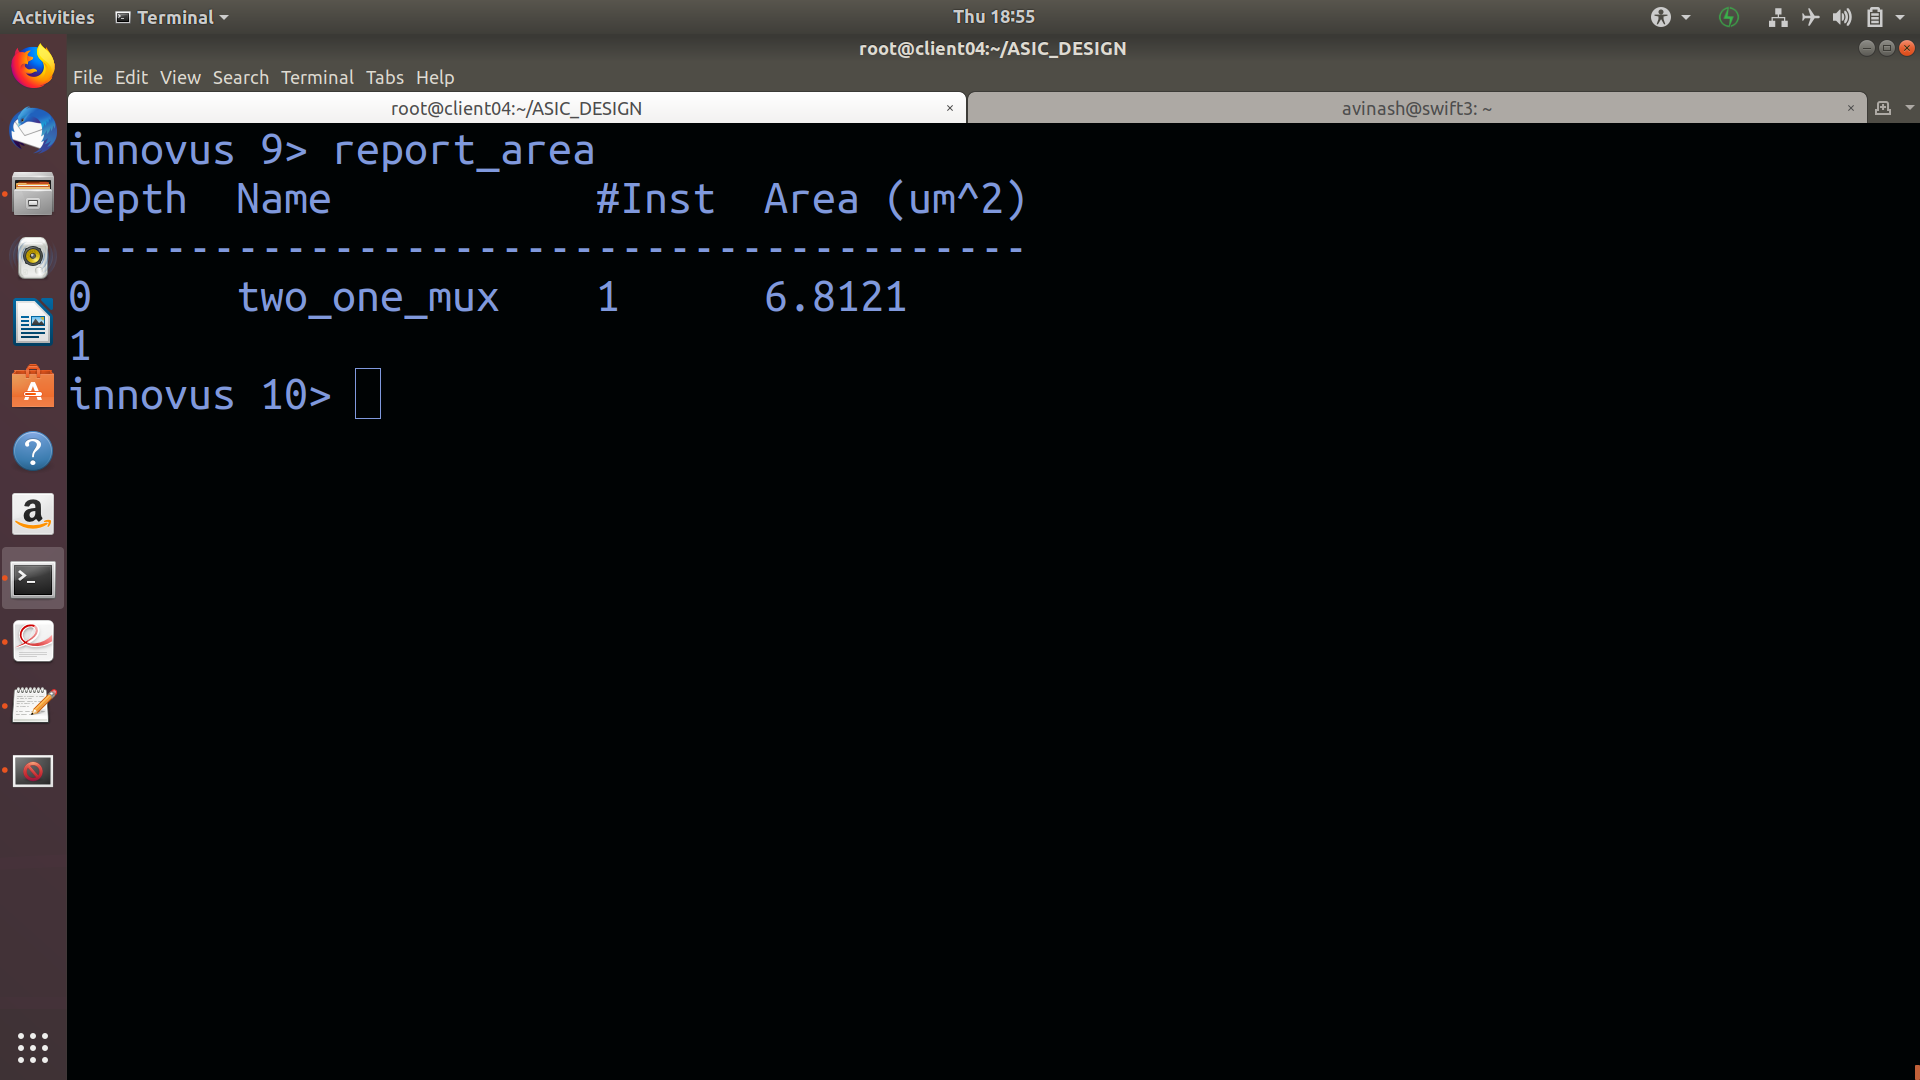 Activities Terminal Thu 18:55
root@client04:~/ASIC_DESIGN
File Edit View Search Terminal Tabs Help
root@client04:~/ASIC_DESIGN × avinash@swift3: ~ ×
innovus 9> report_area
Depth Name #Inst Area (um^2)
----------------------------------------
0 two_one_mux 1 6.8121
1
innovus 10>